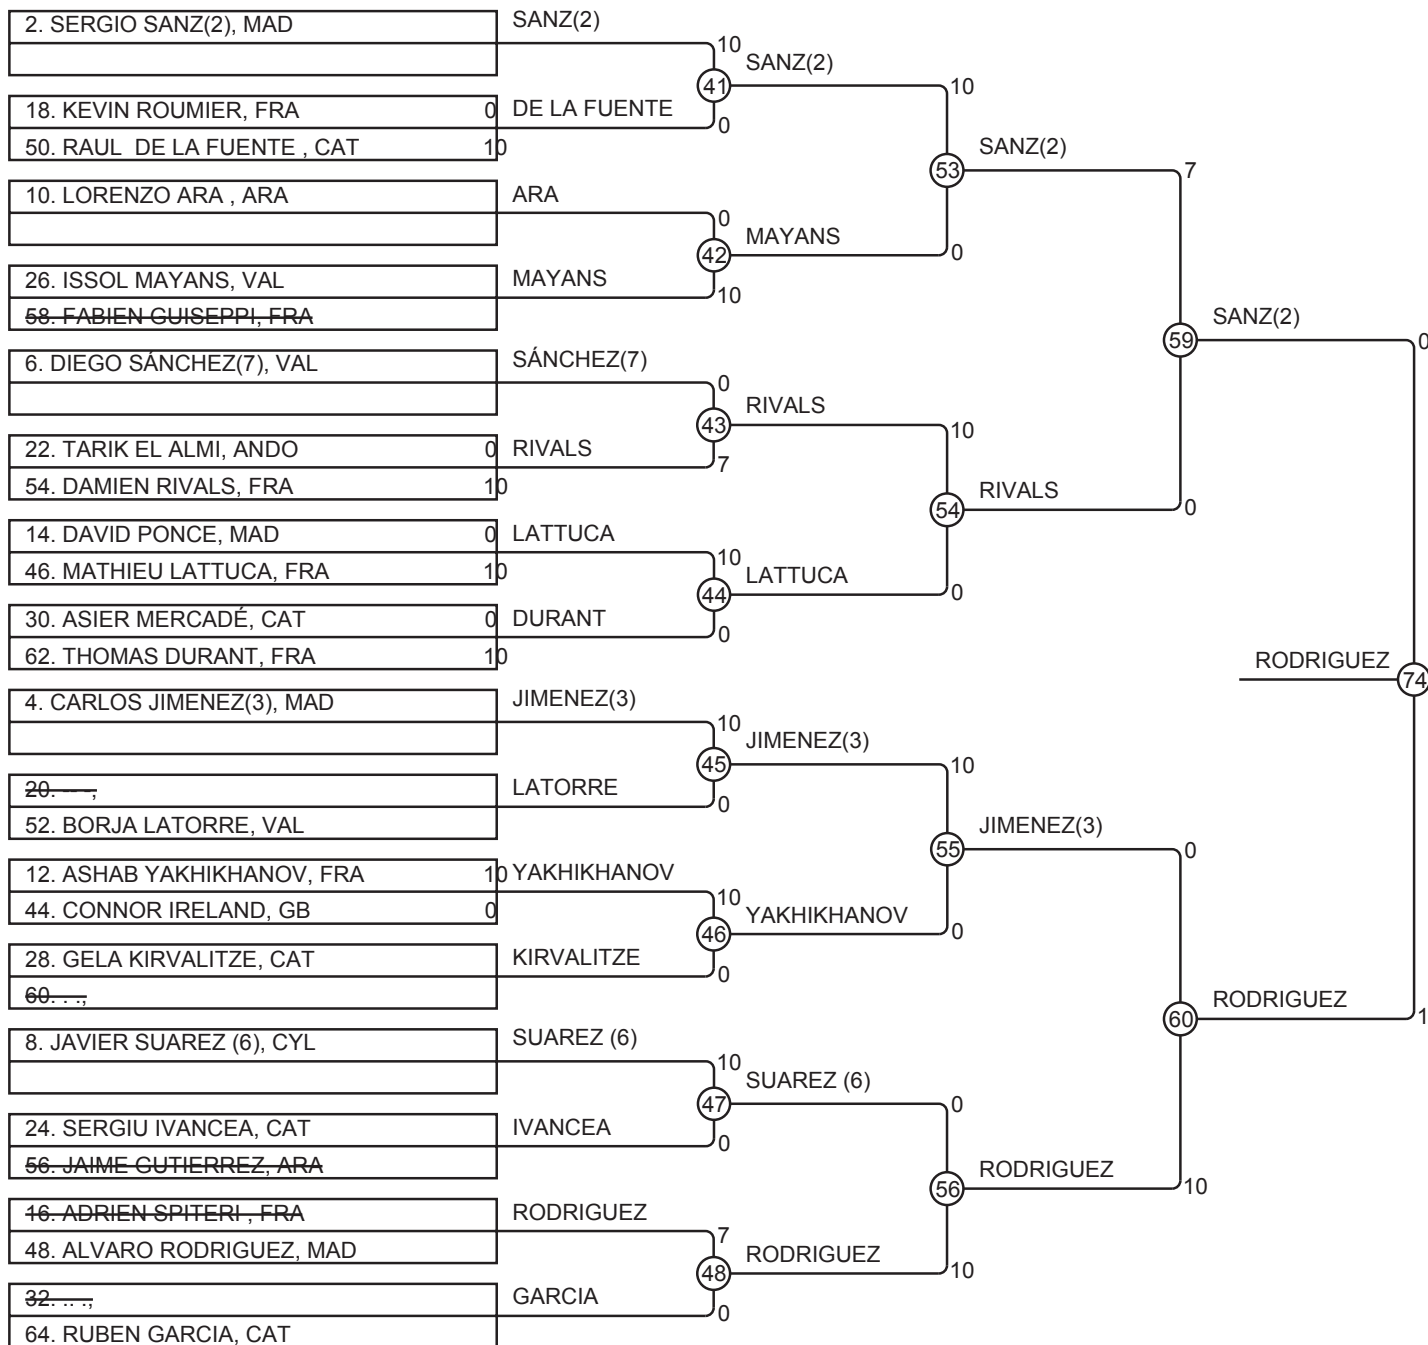 2. SERGIO SANZ(2), MAD
18. KEVIN ROUMIER, FRA 0
50. RAUL DE LA FUENTE , CAT 10
10. LORENZO ARA , ARA
26. ISSOL MAYANS, VAL
58. FABIEN GUISEPPI, FRA
6. DIEGO SÁNCHEZ(7), VAL
22. TARIK EL ALMI, ANDO 0
54. DAMIEN RIVALS, FRA 10
14. DAVID PONCE, MAD 0
46. MATHIEU LATTUCA, FRA 10
30. ASIER MERCADÉ, CAT 0
62. THOMAS DURANT, FRA 10
4. CARLOS JIMENEZ(3), MAD
20. -- -,
52. BORJA LATORRE, VAL
12. ASHAB YAKHIKHANOV, FRA 10
44. CONNOR IRELAND, GB 0
28. GELA KIRVALITZE, CAT
60. . .,
8. JAVIER SUAREZ (6), CYL
24. SERGIU IVANCEA, CAT
56. JAIME GUTIERREZ, ARA
16. ADRIEN SPITERI , FRA
48. ALVARO RODRIGUEZ, MAD
32. .. .,
64. RUBEN GARCIA, CAT
SANZ(2)
10
41
DE LA FUENTE
0
ARA
0
42
MAYANS
10
SÁNCHEZ(7)
0
43
RIVALS
7
LATTUCA
10
44
DURANT
0
JIMENEZ(3)
10
45
LATORRE
0
YAKHIKHANOV
10
46
KIRVALITZE
0
SUAREZ (6)
10
47
IVANCEA
0
RODRIGUEZ
7
48
GARCIA
0
SANZ(2)
10
53
MAYANS
0
RIVALS
10
54
LATTUCA
0
JIMENEZ(3)
10
55
YAKHIKHANOV
0
SUAREZ (6)
0
56
RODRIGUEZ
10
SANZ(2)
7
59
RIVALS
0
JIMENEZ(3)
0
60
RODRIGUEZ
10
SANZ(2)
0
RODRIGUEZ
74
RODRIGUEZ
1